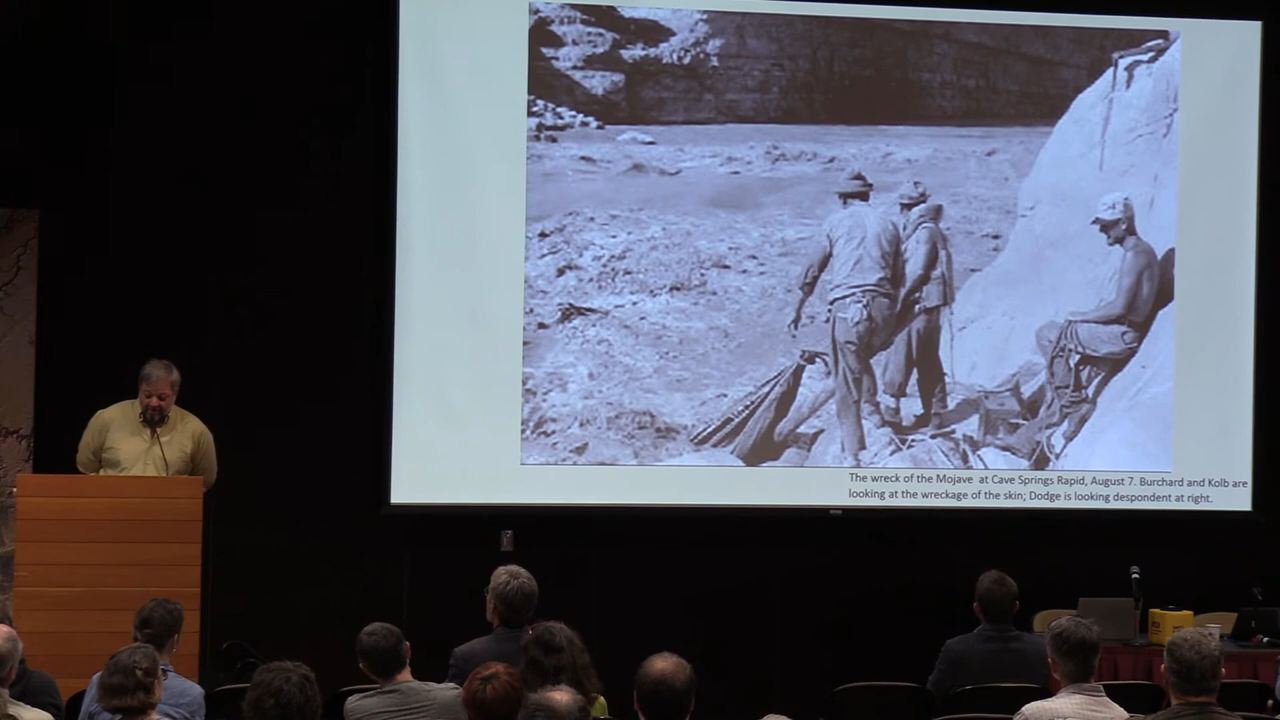 The wreck of the Mojave at Cave Springs Rapid, August 7. Burchard and Kolb are
looking at the wreckage of the skin; Dodge is looking despondent at right.